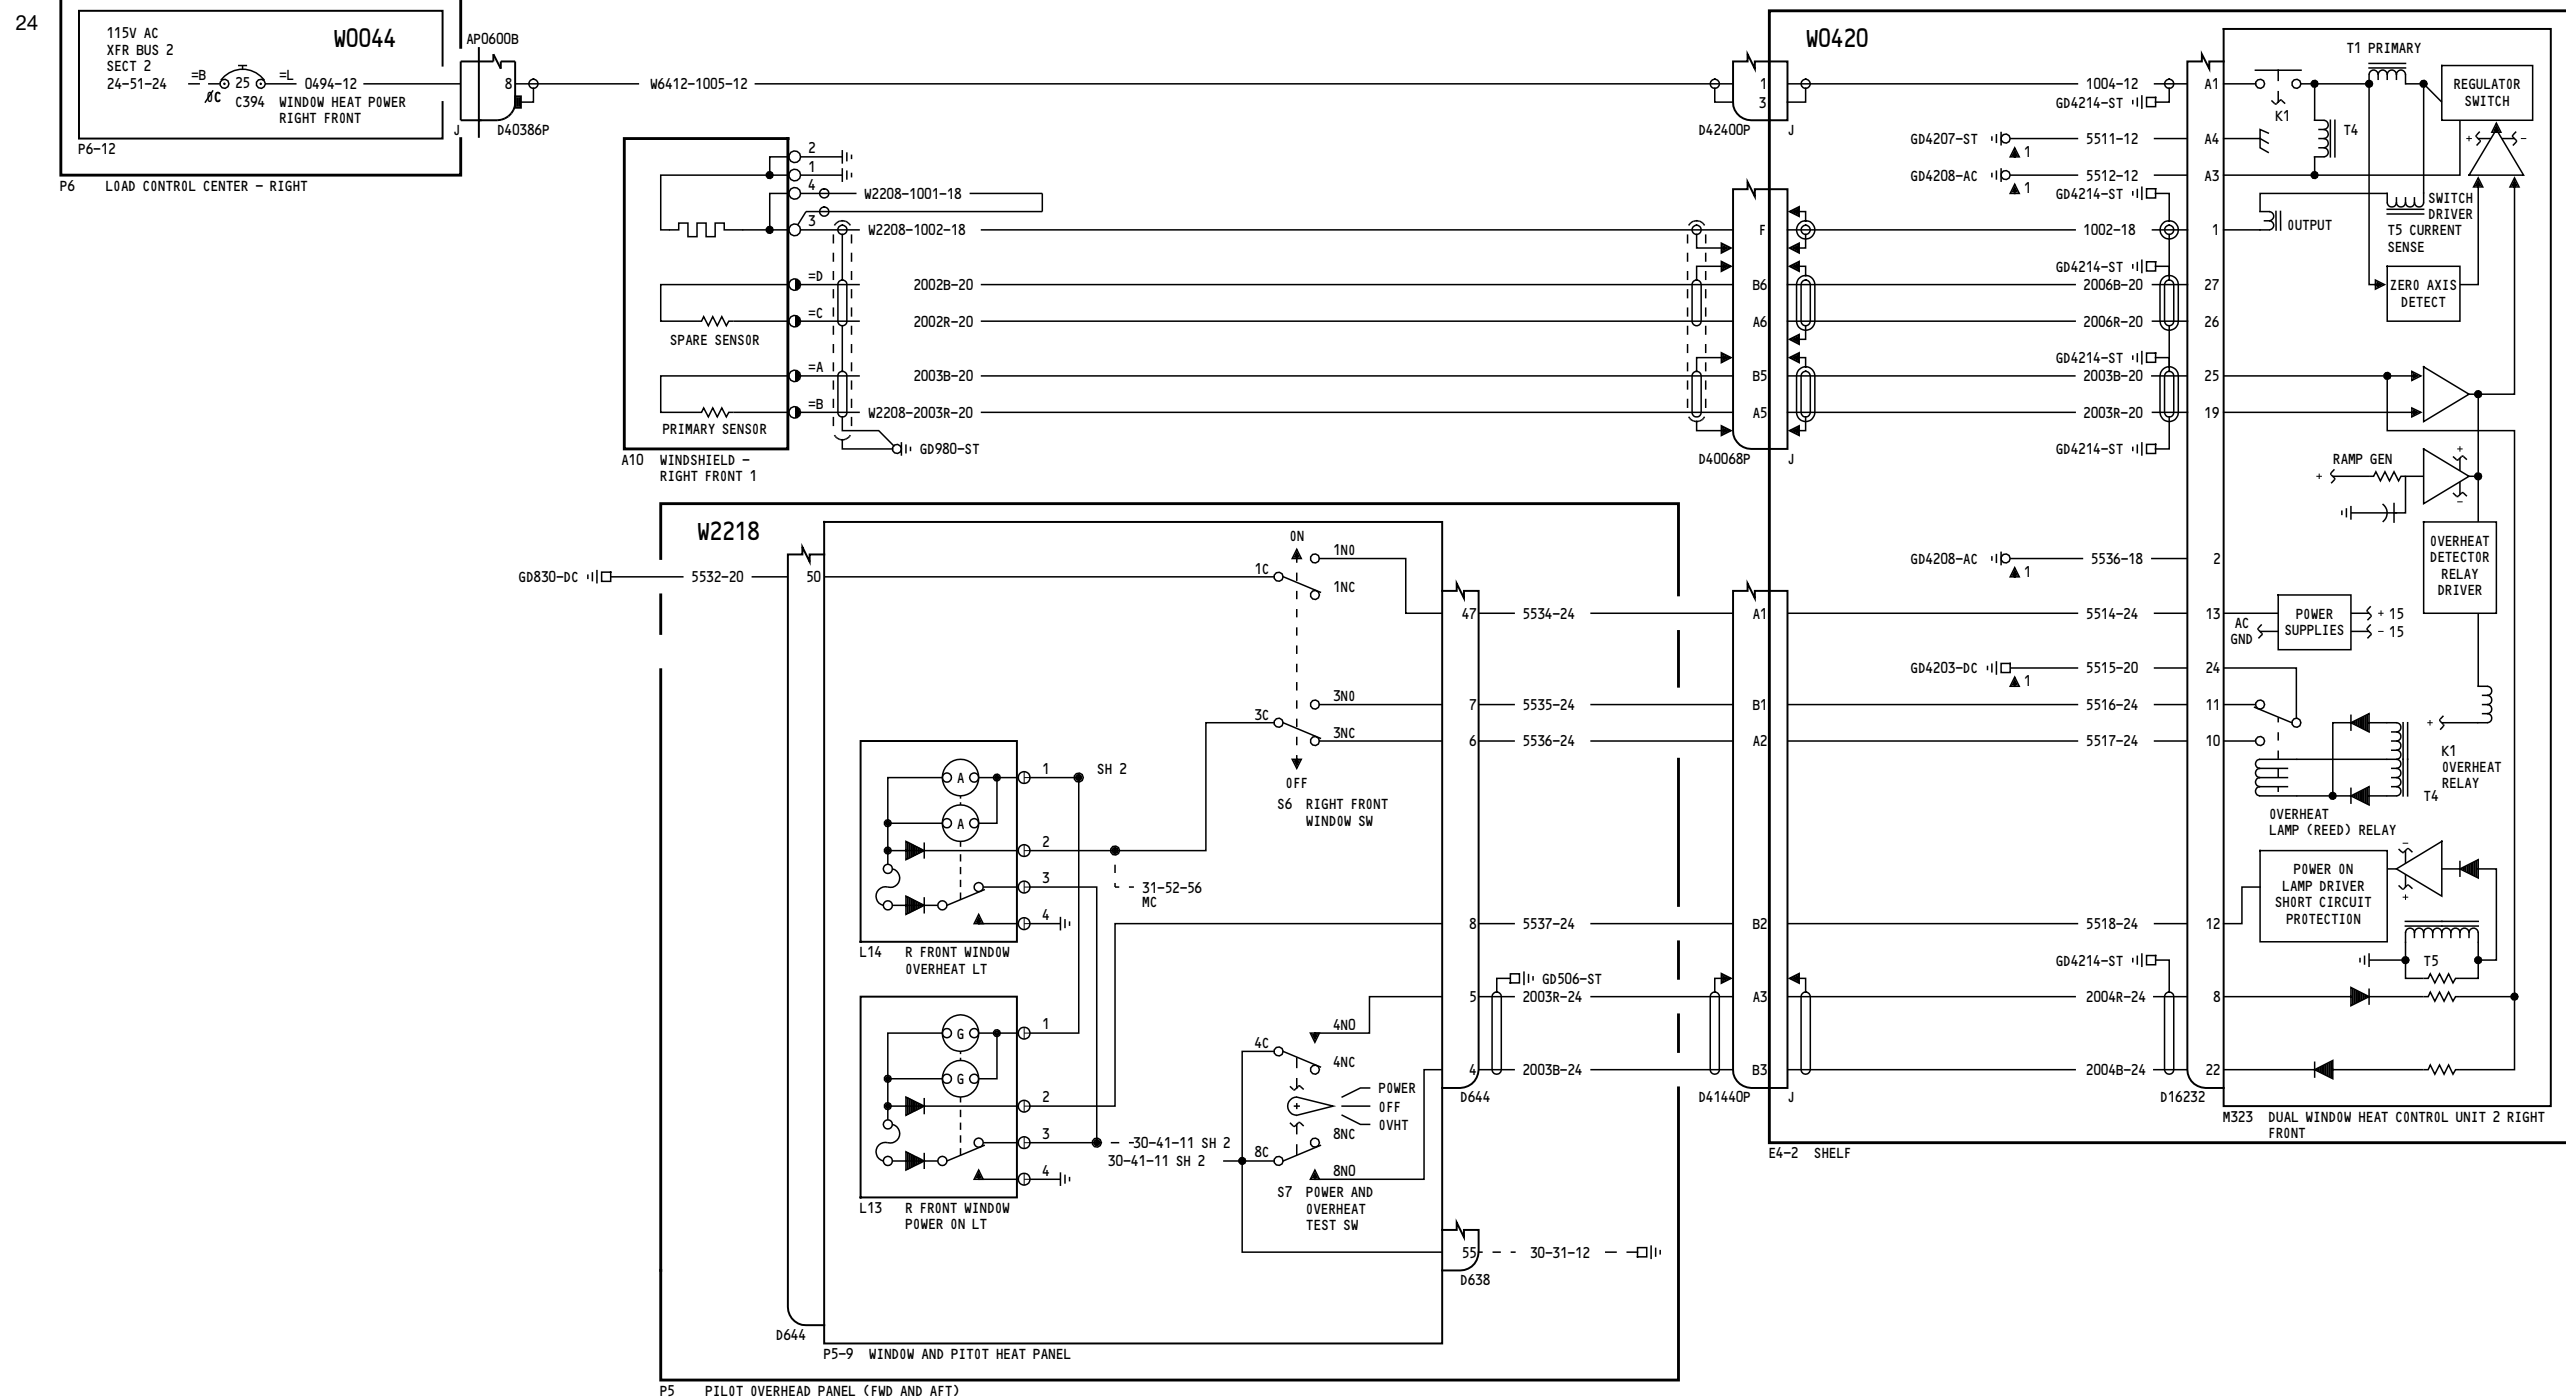 24
115V AC
XFR BUS 2
SECT 2
24-51-24
=B
ØC
25
C394
=L
0494-12
WINDOW HEAT POWER
RIGHT FRONT
W0044
P6-12
P6 LOAD CONTROL CENTER - RIGHT
AP0600B
8
J
D40386P
W6412-1005-12
1
3
D42400P
J
W0420
1004-12
GD4214-ST
A1
GD4207-ST
1
5511-12
A4
GD4208-AC
1
5512-12
A3
GD4214-ST
K1
T4
T1 PRIMARY
REGULATOR
SWITCH
+
-
SWITCH
DRIVER
T5 CURRENT
SENSE
OUTPUT
ZERO AXIS
DETECT
2
1
4
W2208-1001-18
3
W2208-1002-18
F
1002-18
1
GD4214-ST
=D
2002B-20
B6
2006B-20
27
=C
2002R-20
A6
2006R-20
26
SPARE SENSOR
GD4214-ST
=A
2003B-20
B5
2003B-20
25
=B
W2208-2003R-20
A5
2003R-20
19
PRIMARY SENSOR
GD980-ST
GD4214-ST
A10 WINDSHIELD -
RIGHT FRONT 1
D40068P
J
RAMP GEN
+
+
-
OVERHEAT
DETECTOR
RELAY
DRIVER
W2218
GD830-DC
5532-20
50
ON
1C
1NO
1NC
GD4208-AC
1
5536-18
2
47
5534-24
A1
5514-24
13
AC
GND
POWER
SUPPLIES
+ 15
- 15
GD4203-DC
1
5515-20
24
3C
3NO
3NC
7
5535-24
B1
5516-24
11
6
5536-24
A2
5517-24
10
+
K1
OVERHEAT
RELAY
T4
OVERHEAT
LAMP (REED) RELAY
OFF
S6 RIGHT FRONT
WINDOW SW
A
A
1
SH 2
2
3
4
31-52-56
MC
L14 R FRONT WINDOW
OVERHEAT LT
8
5537-24
B2
5518-24
12
POWER ON
LAMP DRIVER
SHORT CIRCUIT
PROTECTION
-
+
T5
GD506-ST
GD4214-ST
5
2003R-24
A3
2004R-24
8
G
G
1
2
3
4
30-41-11 SH 2
30-41-11 SH 2
4C
4NO
4NC
+
POWER
OFF
OVHT
8NC
8C
8NO
S7 POWER AND
OVERHEAT
TEST SW
4
2003B-24
B3
2004B-24
22
D644
D41440P
J
D16232
M323 DUAL WINDOW HEAT CONTROL UNIT 2 RIGHT
FRONT
E4-2 SHELF
L13 R FRONT WINDOW
POWER ON LT
55
30-31-12
D638
D644
P5-9 WINDOW AND PITOT HEAT PANEL
P5 PILOT OVERHEAD PANEL (FWD AND AFT)